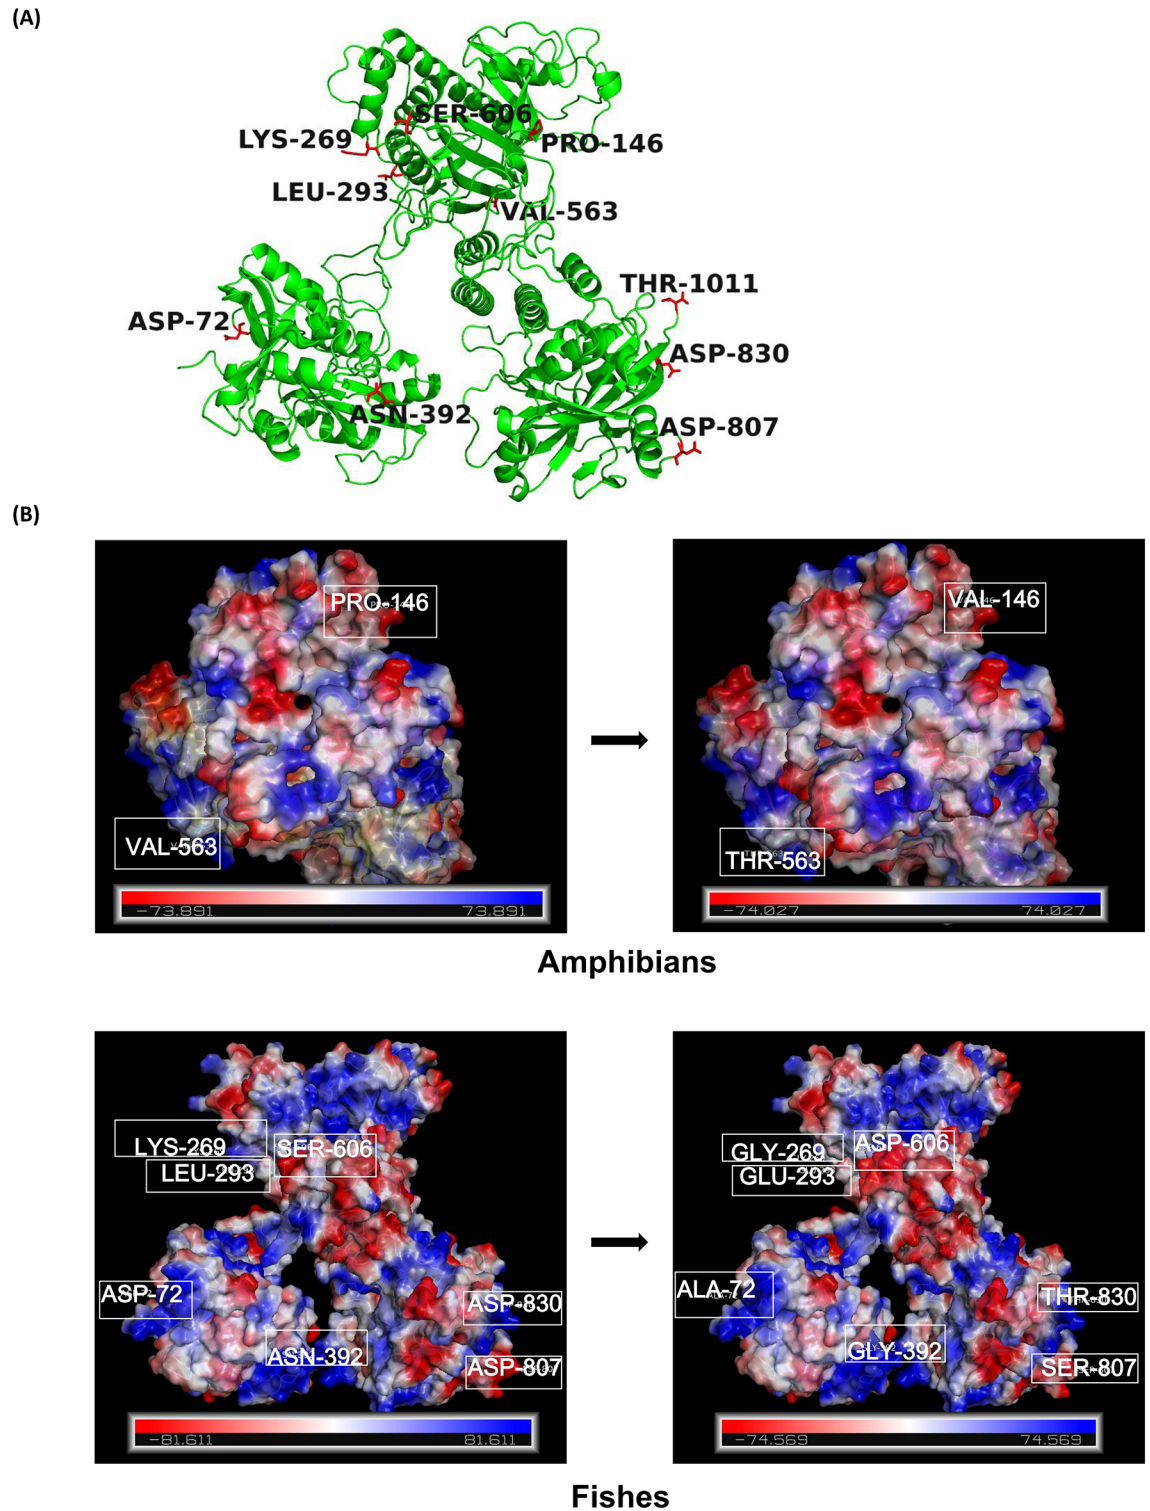 (A)
SER-606
LYS-269
PRO-146
LEU-293
VAL-563
THR-1011
ASP-72
ASP-830
ASN-392
ASP-807
(B)
PRO-146
VAL-146
VAL-563
THR-563
-73.891 73.891
-74.027 74.027
Amphibians
LYS-269
SER-606
LEU-293
GLY-269
ASP-606
GLU-293
ASP-72
ASP-830
ASN-392
ASP-807
ALA-72
THR-830
GLY-392
SER-807
-81.611 81.611
-74.569 74.569
Fishes